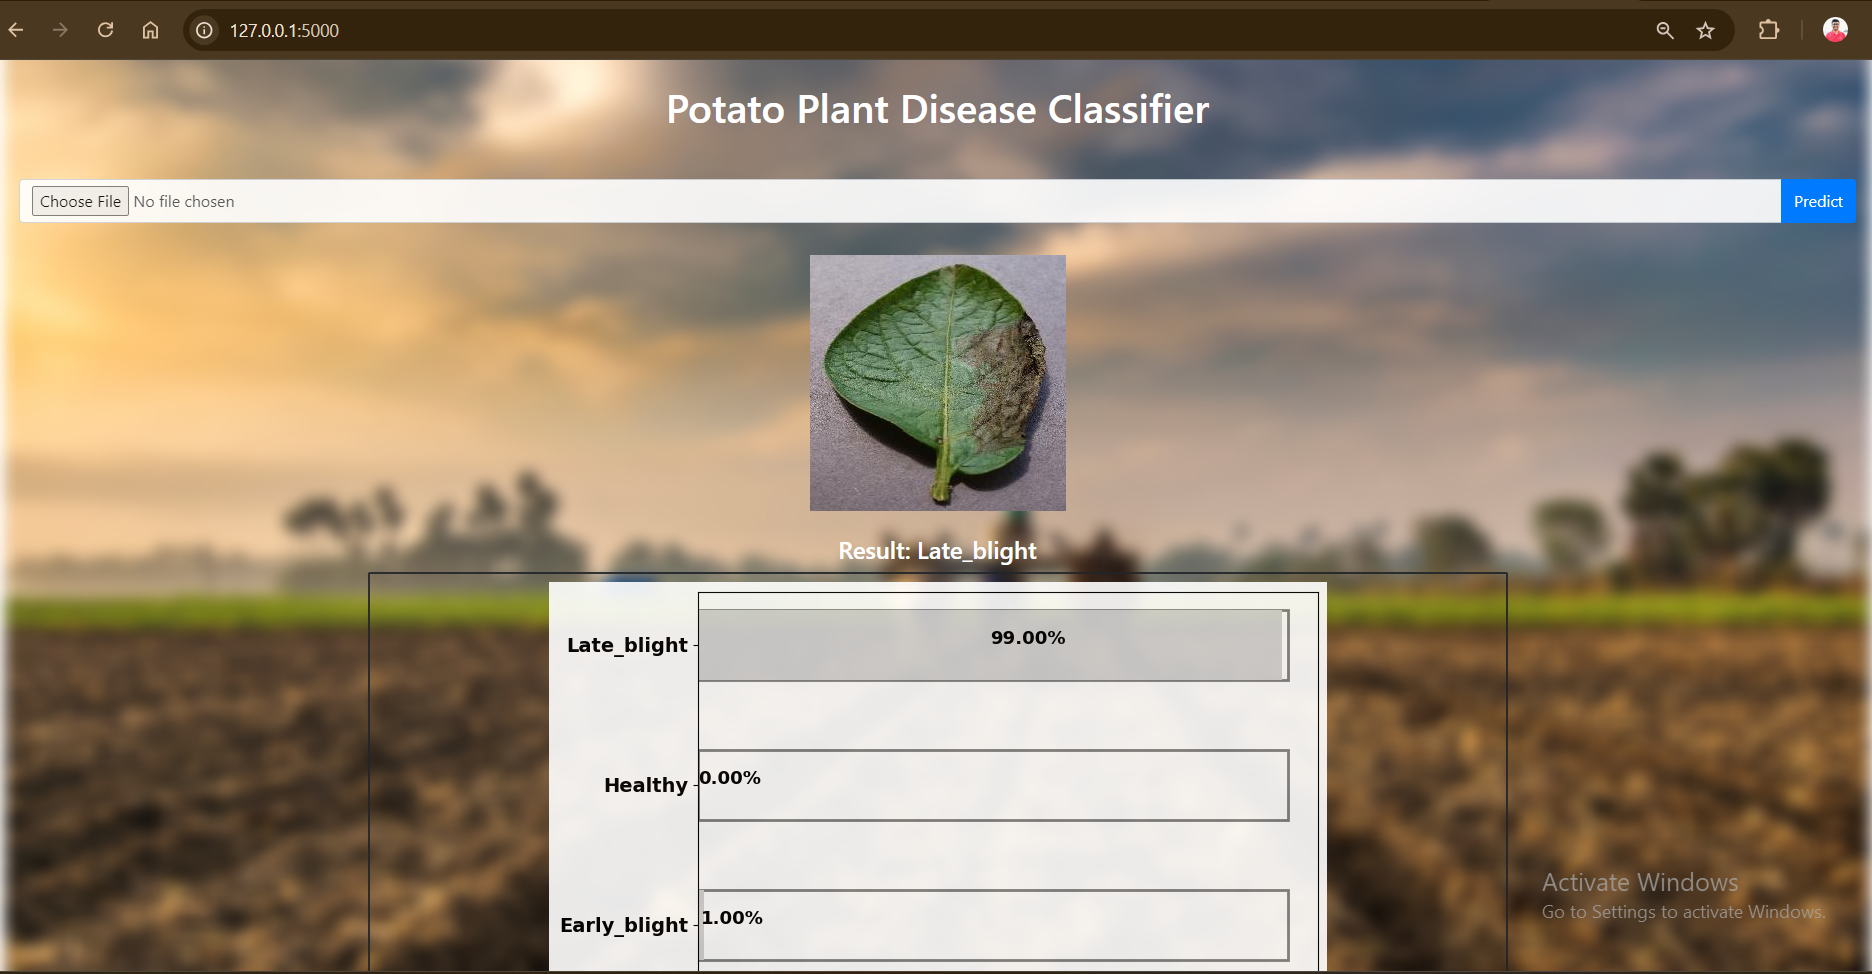 127.0.0.1:5000
Potato Plant Disease Classifier
Choose File No file chosen
Predict
Result: Late_blight
Late_blight 99.00%
Healthy 0.00%
Early_blight 1.00%
Activate Windows
Go to Settings to activate Windows.